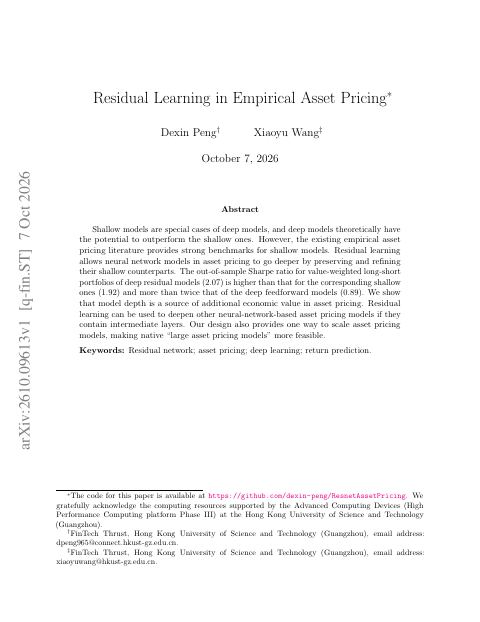 Residual Learning in Empirical Asset Pricing*
Dexin Peng† Xiaoyu Wang‡
October 7, 2026
Abstract
Shallow models are special cases of deep models, and deep models theoretically have
the potential to outperform the shallow ones. However, the existing empirical asset
pricing literature provides strong benchmarks for shallow models. Residual learning
allows neural network models in asset pricing to go deeper by preserving and refining
their shallow counterparts. The out-of-sample Sharpe ratio for value-weighted long-short
portfolios of deep residual models (2.07) is higher than that for the corresponding shallow
ones (1.92) and more than twice that of the deep feedforward models (0.89). We show
that model depth is a source of additional economic value in asset pricing. Residual
learning can be used to deepen other neural-network-based asset pricing models if they
contain intermediate layers. Our design also provides one way to scale asset pricing
models, making native “large asset pricing models” more feasible.
Keywords: Residual network; asset pricing; deep learning; return prediction.
*The code for this paper is available at https://github.com/dexin-peng/ResnetAssetPricing. We
gratefully acknowledge the computing resources supported by the Advanced Computing Devices (High
Performance Computing platform Phase III) at the Hong Kong University of Science and Technology
(Guangzhou).
†FinTech Thrust, Hong Kong University of Science and Technology (Guangzhou), email address:
dpeng965@connect.hkust-gz.edu.cn.
‡FinTech Thrust, Hong Kong University of Science and Technology (Guangzhou), email address:
xiaoyuwang@hkust-gz.edu.cn.
arXiv:2610.09613v1 [q-fin.ST] 7 Oct 2026